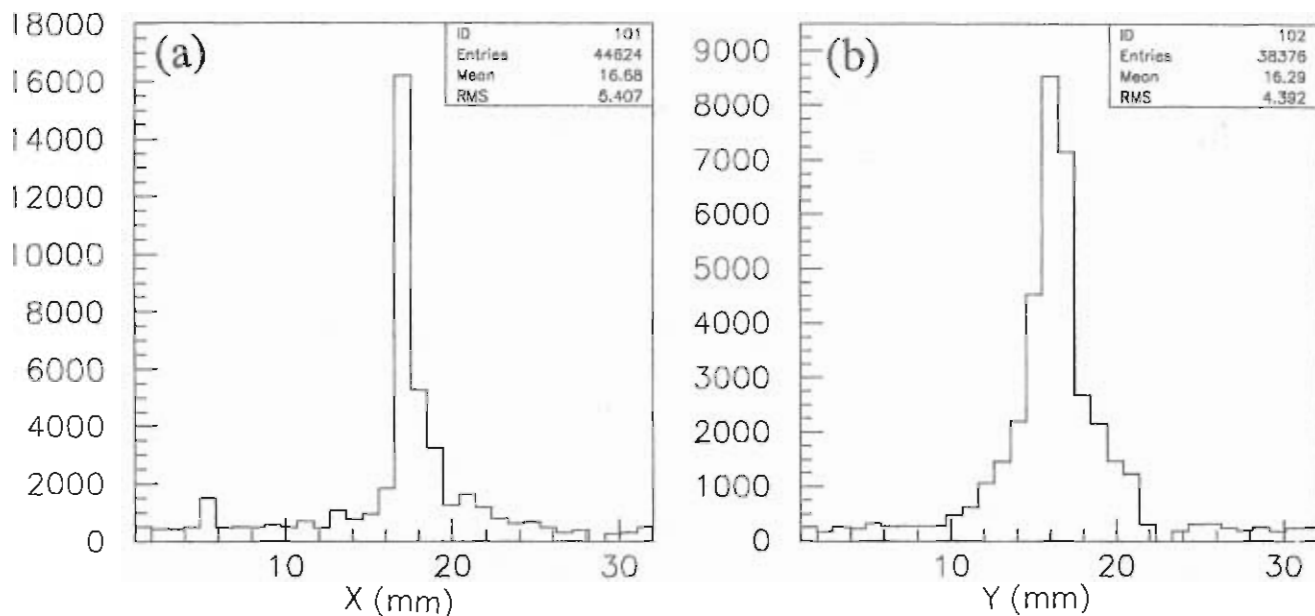 (a)
ID 101
Entries 44624
Mean 16.68
RMS 5.407
18000
16000
14000
12000
10000
8000
6000
4000
2000
0
10 20 30
X (mm)
(b)
ID 102
Entries 38376
Mean 16.29
RMS 4.392
9000
8000
7000
6000
5000
4000
3000
2000
1000
0
10 20 30
Y (mm)